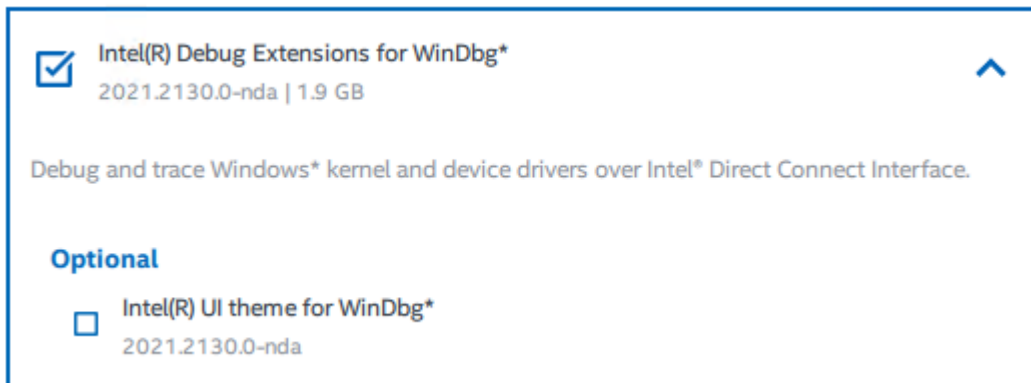 Intel(R) Debug Extensions for WinDbg*
2021.2130.0-nda | 1.9 GB
Debug and trace Windows* kernel and device drivers over Intel® Direct Connect Interface.
Optional
Intel(R) UI theme for WinDbg*
2021.2130.0-nda